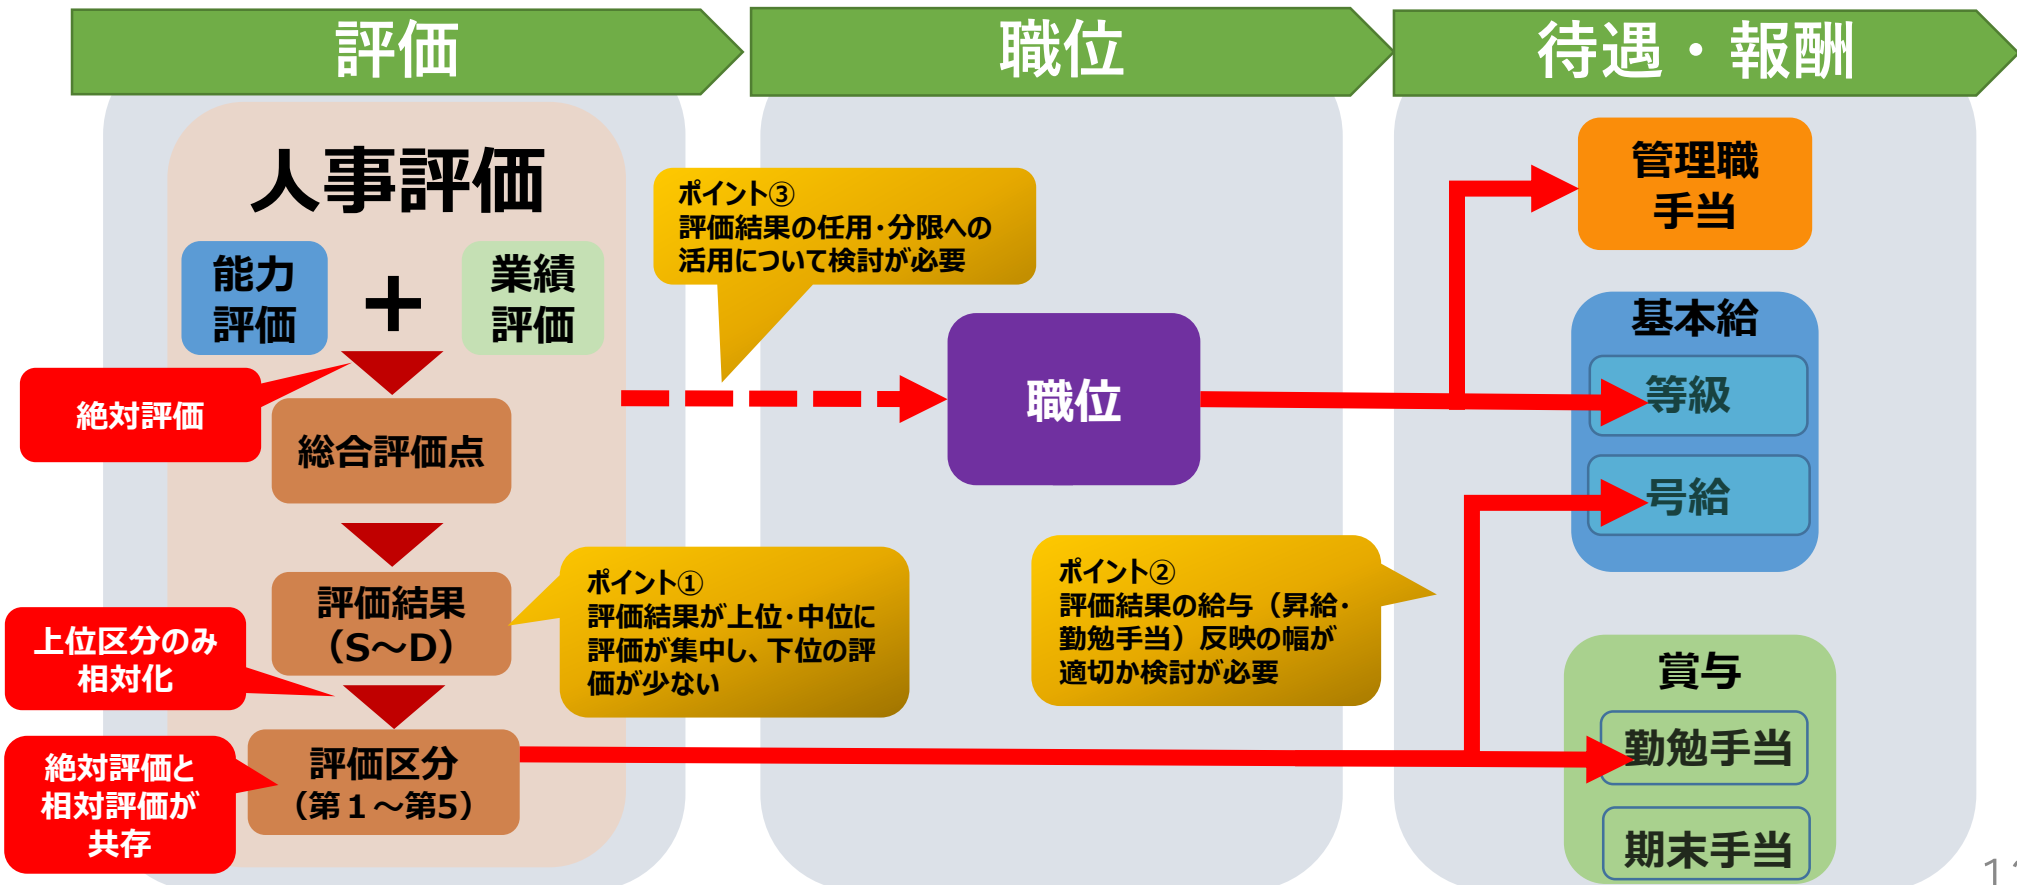 評価
職位
待遇・報酬
人事評価
能力
評価
＋
業績
評価
絶対評価
総合評価点
評価結果
（S～D）
上位区分のみ
相対化
評価区分
（第１～第5）
絶対評価と
相対評価が
共存
ポイント③
評価結果の任用・分限への
活用について検討が必要
ポイント①
評価結果が上位・中位に
評価が集中し、下位の評
価が少ない
職位
ポイント②
評価結果の給与（昇給・
勤勉手当）反映の幅が
適切か検討が必要
管理職
手当
基本給
等級
号給
賞与
勤勉手当
期末手当